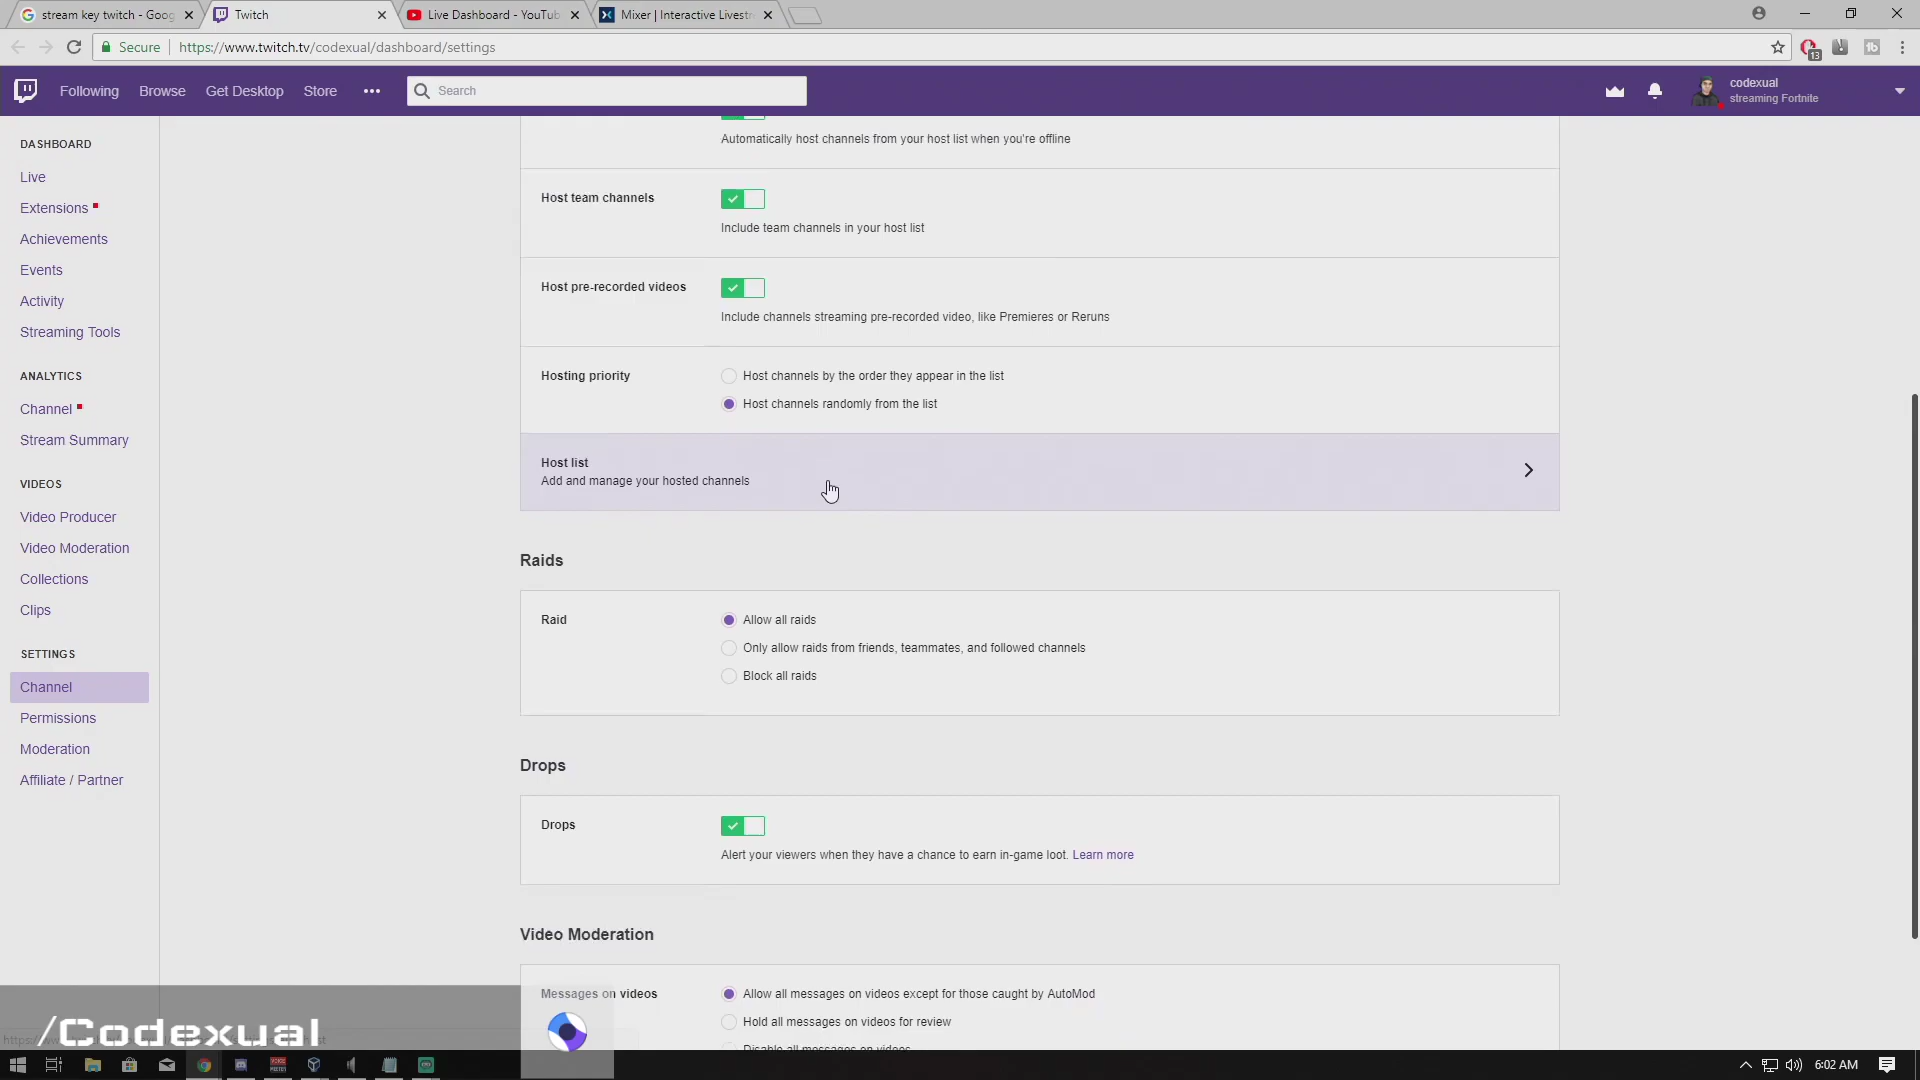 stream key twitch - Goog
Twitch
Live Dashboard - YouTub
Mixer | Interactive Livestr
Secure
https://www.twitch.tv/codexual/dashboard/settings
13
Following
Browse
Get Desktop
Store
Search
codexual
streaming Fortnite
DASHBOARD
Live
Extensions
Achievements
Events
Activity
Streaming Tools
ANALYTICS
Channel
Stream Summary
VIDEOS
Video Producer
Video Moderation
Collections
Clips
SETTINGS
Channel
Permissions
Moderation
Affiliate / Partner
Automatically host channels from your host list when you're offline
Host team channels
Include team channels in your host list
Host pre-recorded videos
Include channels streaming pre-recorded video, like Premieres or Reruns
Hosting priority
Host channels by the order they appear in the list
Host channels randomly from the list
Host list
Add and manage your hosted channels
Raids
Raid
Allow all raids
Only allow raids from friends, teammates, and followed channels
Block all raids
Drops
Drops
Alert your viewers when they have a chance to earn in-game loot. Learn more
Video Moderation
Messages on videos
Allow all messages on videos except for those caught by AutoMod
Hold all messages on videos for review
Disable all messages on videos
/Codexual
6:02 AM